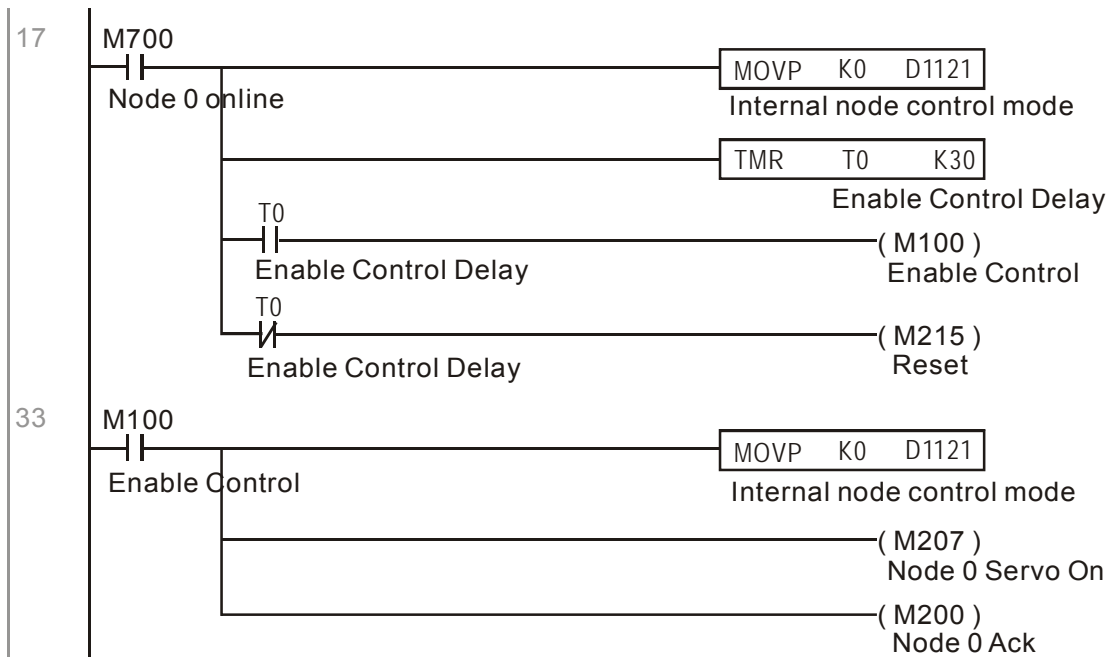 17
M700
MOVP K0 D1121
Node 0 online
Internal node control mode
TMR T0 K30
Enable Control Delay
T0
( M100 )
Enable Control Delay
Enable Control
T0
( M215 )
Enable Control Delay
Reset
33
M100
MOVP K0 D1121
Enable Control
Internal node control mode
( M207 )
Node 0 Servo On
( M200 )
Node 0 Ack